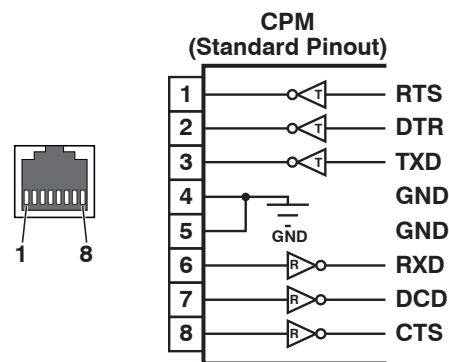 CPM
(Standard Pinout)
1 T RTS
2 T DTR
3 T TXD
4 GND
5 GND GND
6 R RXD
7 R DCD
8 R CTS
1 8